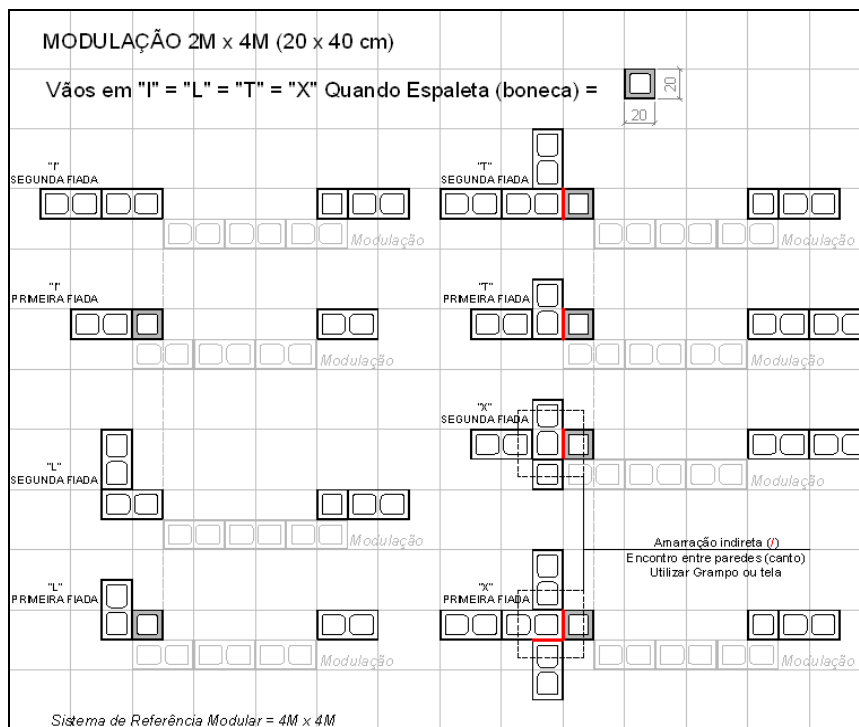 MODULAÇÃO 2M x 4M (20 x 40 cm)
Vãos em "I" = "L" = "T" = "X" Quando Espaleta (boneca) =
20
20
"I"
SEGUNDA FIADA
Modulação
"T"
SEGUNDA FIADA
Modulação
"I"
PRIMEIRA FIADA
Modulação
"T"
PRIMEIRA FIADA
Modulação
"L"
SEGUNDA FIADA
Modulação
"X"
SEGUNDA FIADA
Modulação
Amarração indireta (/)
Encontro entre paredes (canto)
Utilizar Grampo ou tela
"L"
PRIMEIRA FIADA
Modulação
"X"
PRIMEIRA FIADA
Modulação
Sistema de Referência Modular = 4M x 4M